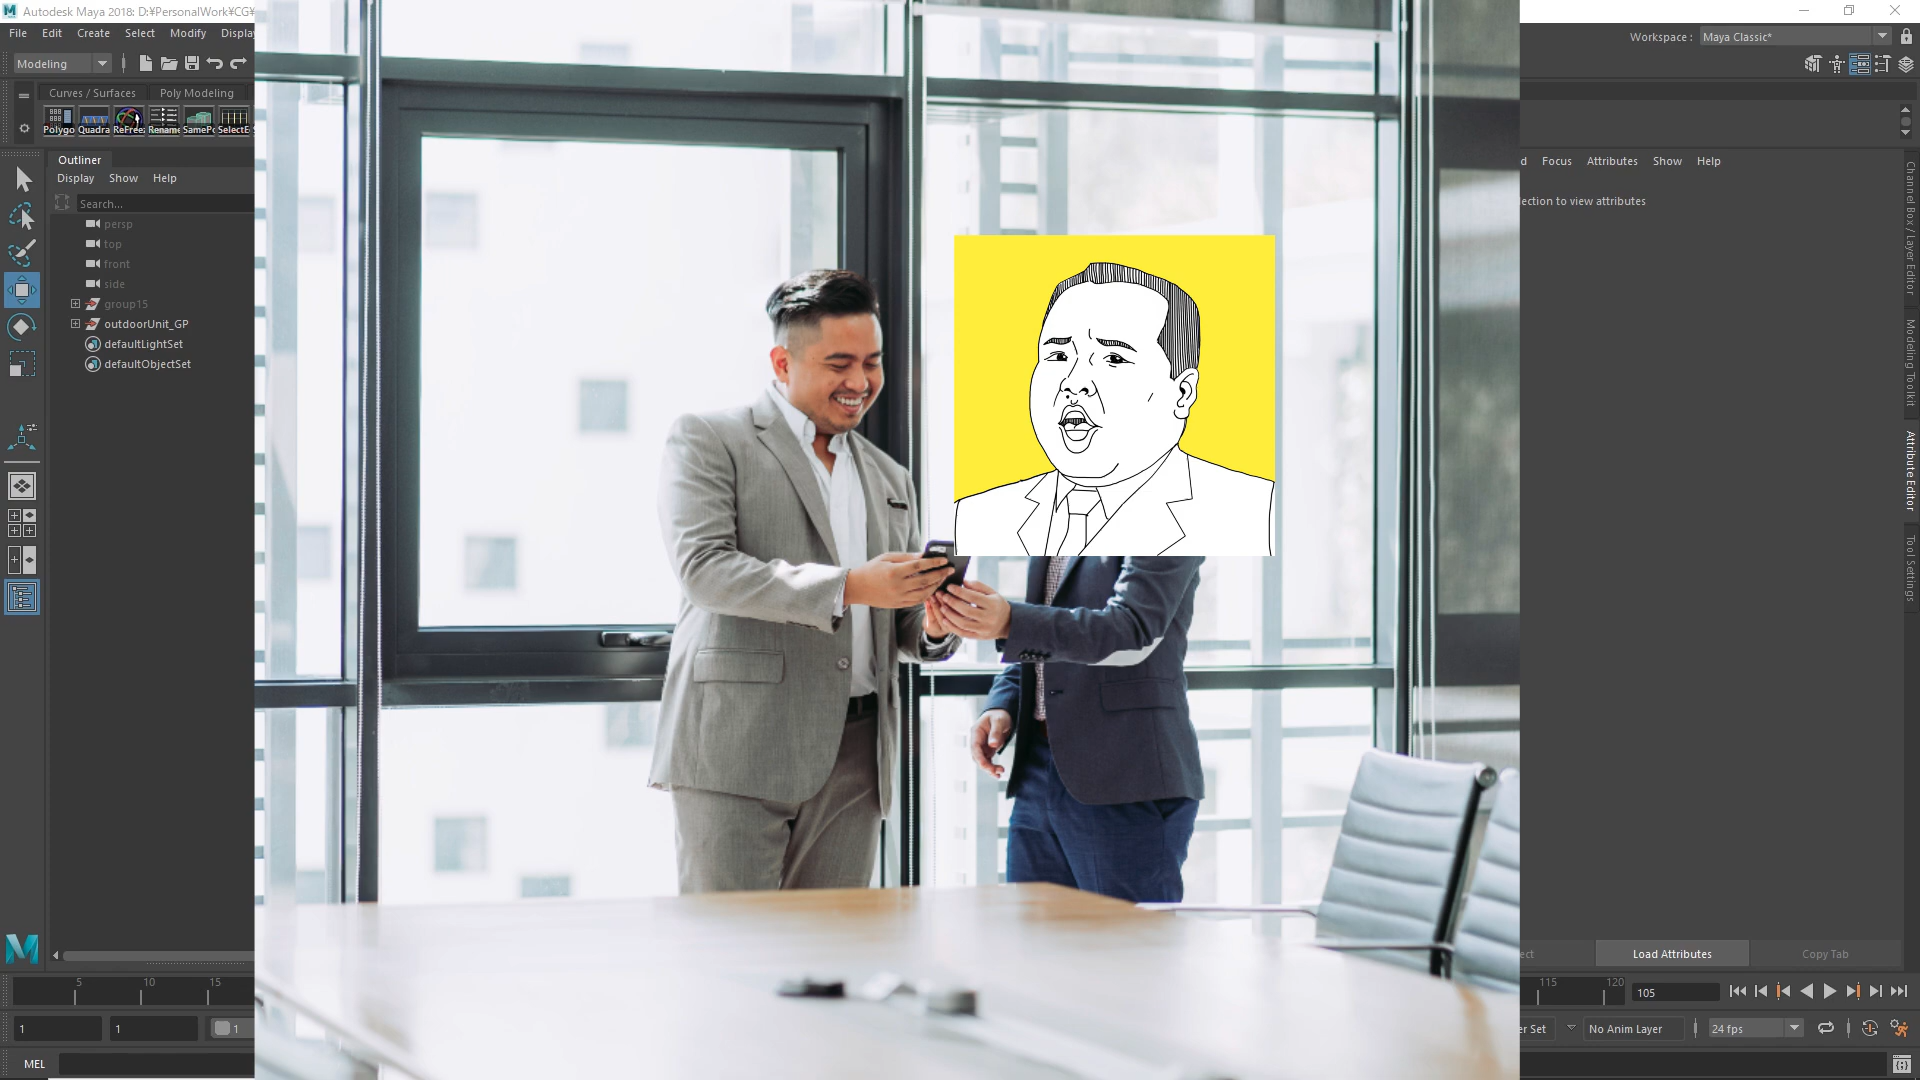 Autodesk Maya 2018: D:¥PersonalWork¥CG¥
File Edit Create Select Modify Displa
Workspace : Maya Classic*
Modeling
Curves / Surfaces Poly Modeling
Polygo Quadra ReFree Rename SamePo SelectE
Outliner
Display Show Help
Search...
persp
top
front
side
group15
outdoorUnit_GP
defaultLightSet
defaultObjectSet
d Focus Attributes Show Help
ection to view attributes
Channel Box / Layer Editor
Modeling Toolkit
Attribute Editor
Tool Settings
ect Load Attributes Copy Tab
5 10 15 115 120 105
1 1 1 er Set No Anim Layer 24 fps
MEL